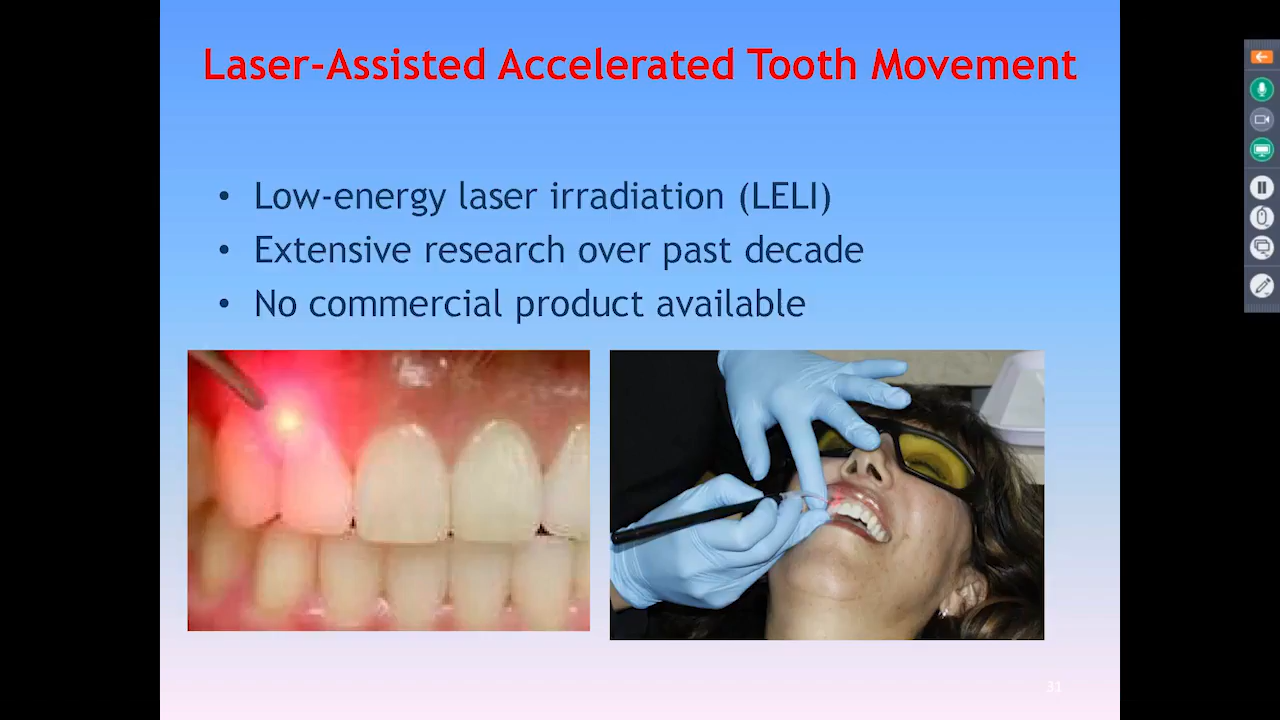 Laser-Assisted Accelerated Tooth Movement
• Low-energy laser irradiation (LELI)
• Extensive research over past decade
• No commercial product available
31